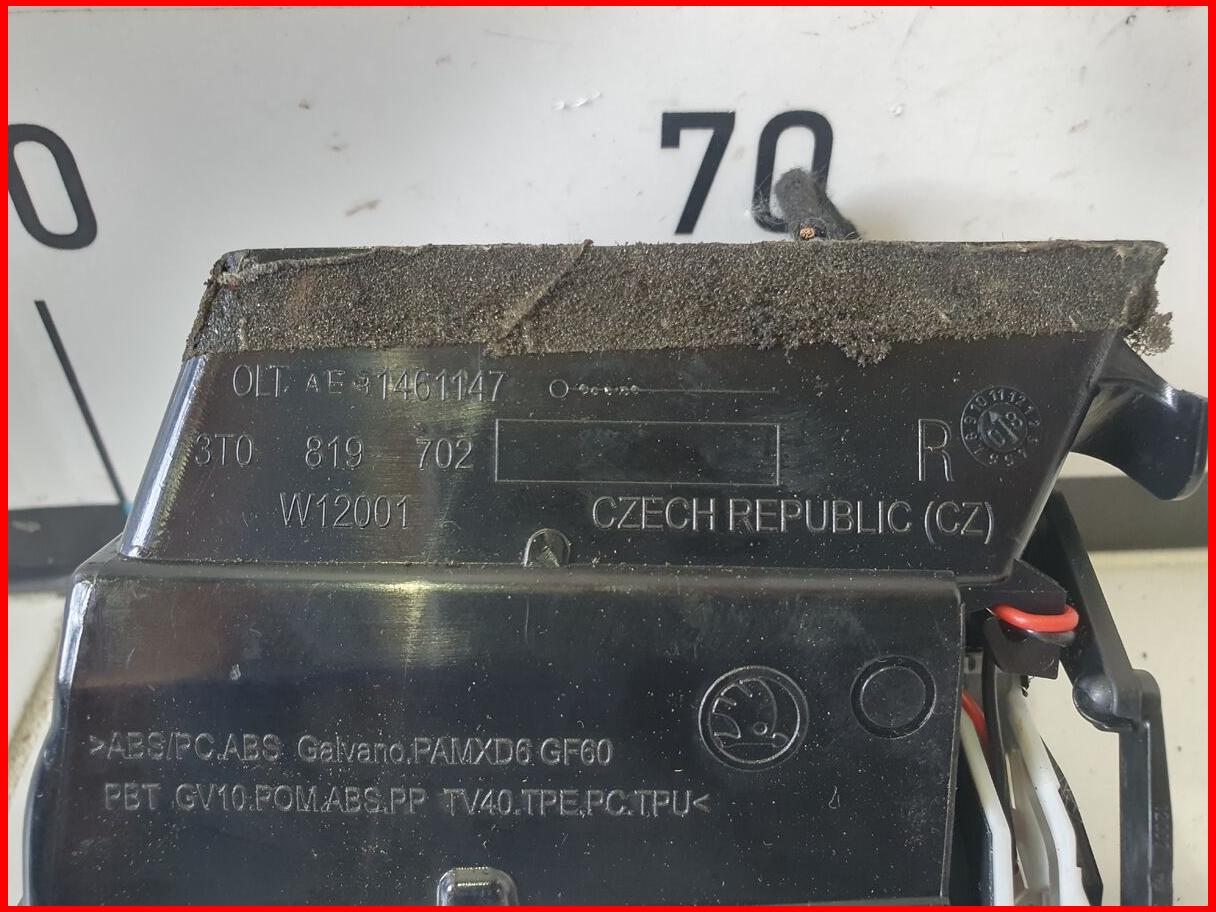 70
0
OLT AE 1461147
3T0 819 702
R
W12001 CZECH REPUBLIC (CZ)
>ABS/PC.ABS Galvano.PAMXD6 GF60
PBT GV10.POM.ABS.PP TV40.TPE.PC.TPU<